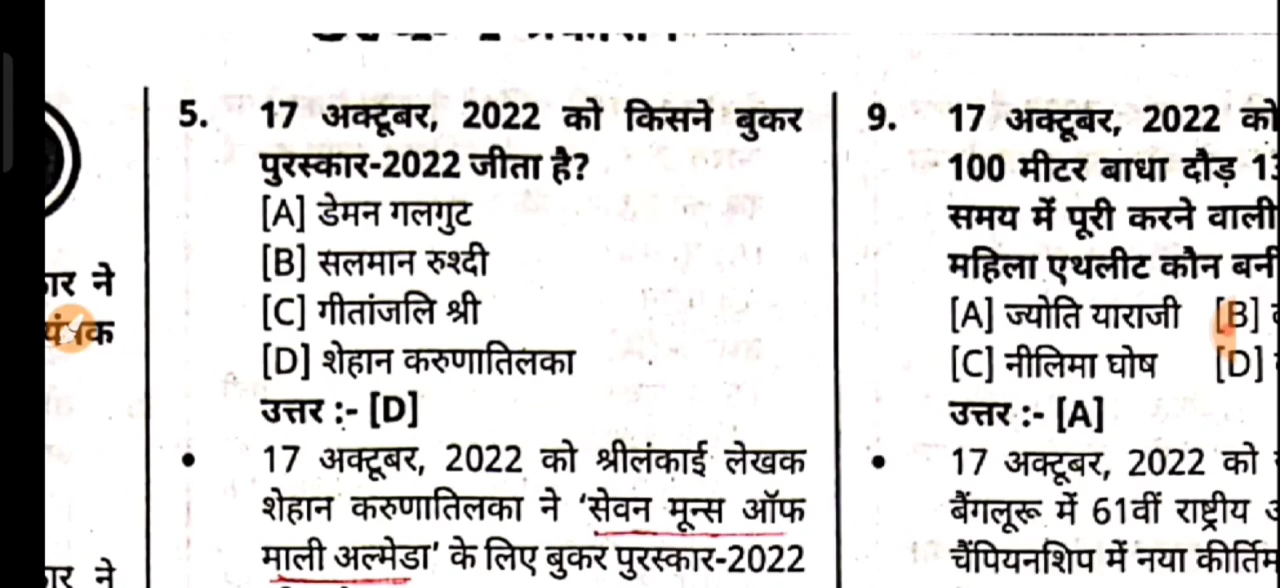 5. 17 अक्टूबर, 2022 को किसने बुकर
पुरस्कार-2022 जीता है?
[A] डेमन गलगुट
[B] सलमान रुश्दी
[C] गीतांजलि श्री
[D] शेहान करुणातिलका
उत्तर :- [D]
• 17 अक्टूबर, 2022 को श्रीलंकाई लेखक
शेहान करुणातिलका ने ‘सेवन मून्स ऑफ
माली अल्मेडा’ के लिए बुकर पुरस्कार-2022
9. 17 अक्टूबर, 2022 को
100 मीटर बाधा दौड़
समय में पूरी करने वाली
महिला एथलीट कौन बनी
[A] ज्योति याराजी [B]
[C] नीलिमा घोष [D]
उत्तर :- [A]
• 17 अक्टूबर, 2022 को
बैंगलूरू में 61वीं राष्ट्रीय
चैंपियनशिप में नया
ने
ने